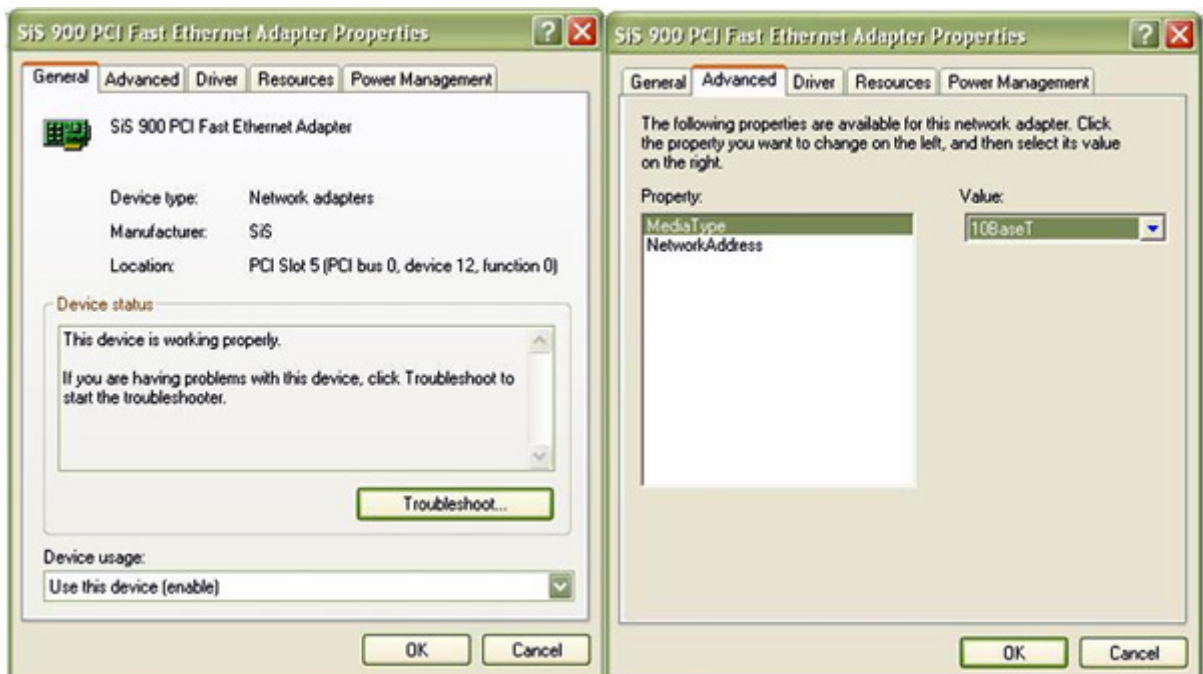 SiS 900 PCI Fast Ethernet Adapter Properties
General Advanced Driver Resources Power Management
SiS 900 PCI Fast Ethernet Adapter
Device type: Network adapters
Manufacturer: SiS
Location: PCI Slot 5 (PCI bus 0, device 12, function 0)
Device status
This device is working properly.
If you are having problems with this device, click Troubleshoot to
start the troubleshooter.
Troubleshoot...
Device usage:
Use this device (enable)
OK Cancel
SiS 900 PCI Fast Ethernet Adapter Properties
General Advanced Driver Resources Power Management
The following properties are available for this network adapter. Click
the property you want to change on the left, and then select its value
on the right.
Property: Value:
MediaType 10BaseT
NetworkAddress
OK Cancel